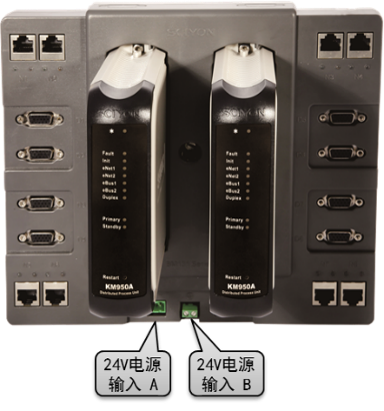 Fault
Init
eNet1
eNet2
eBus1
eBus2
Duplex
Primary
Standby
Restart
KM950A
Distributed Process Unit
Fault
Init
eNet1
eNet2
eBus1
eBus2
Duplex
Primary
Standby
Restart
KM950A
Distributed Process Unit
24V电源
输入 A
24V电源
输入 B